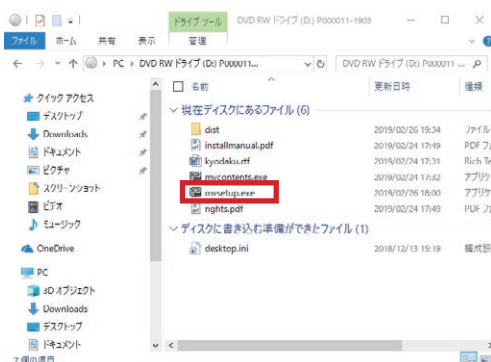 ドライブ ツール
DVD RW ドライブ (D:) P000011-1903
ファイル ホーム 共有 表示 管理
PC > DVD RW ドライブ (D:) P000011...
DVD RW ドライブ (D:) P000011 ...
名前 更新日時 種類
クイック アクセス
デスクトップ
Downloads
ドキュメント
ピクチャ
スクリーンショット
ビデオ
ミュージック
OneDrive
PC
3D オブジェクト
Downloads
デスクトップ
ドキュメント
現在ディスクにあるファイル (6)
dist 2019/02/26 19:34 ファイル
installmanual.pdf 2019/02/24 17:49 PDF フ
kyodaku.rtf 2019/02/24 17:31 Rich Te
mvcontents.exe 2019/02/24 17:32 アプリケ
mvsetup.exe 2019/02/26 18:00 アプリケ
rights.pdf 2019/02/24 17:49 PDF フ
ディスクに書き込む準備ができたファイル (1)
desktop.ini 2018/12/13 15:19 構成設
7 個の項目